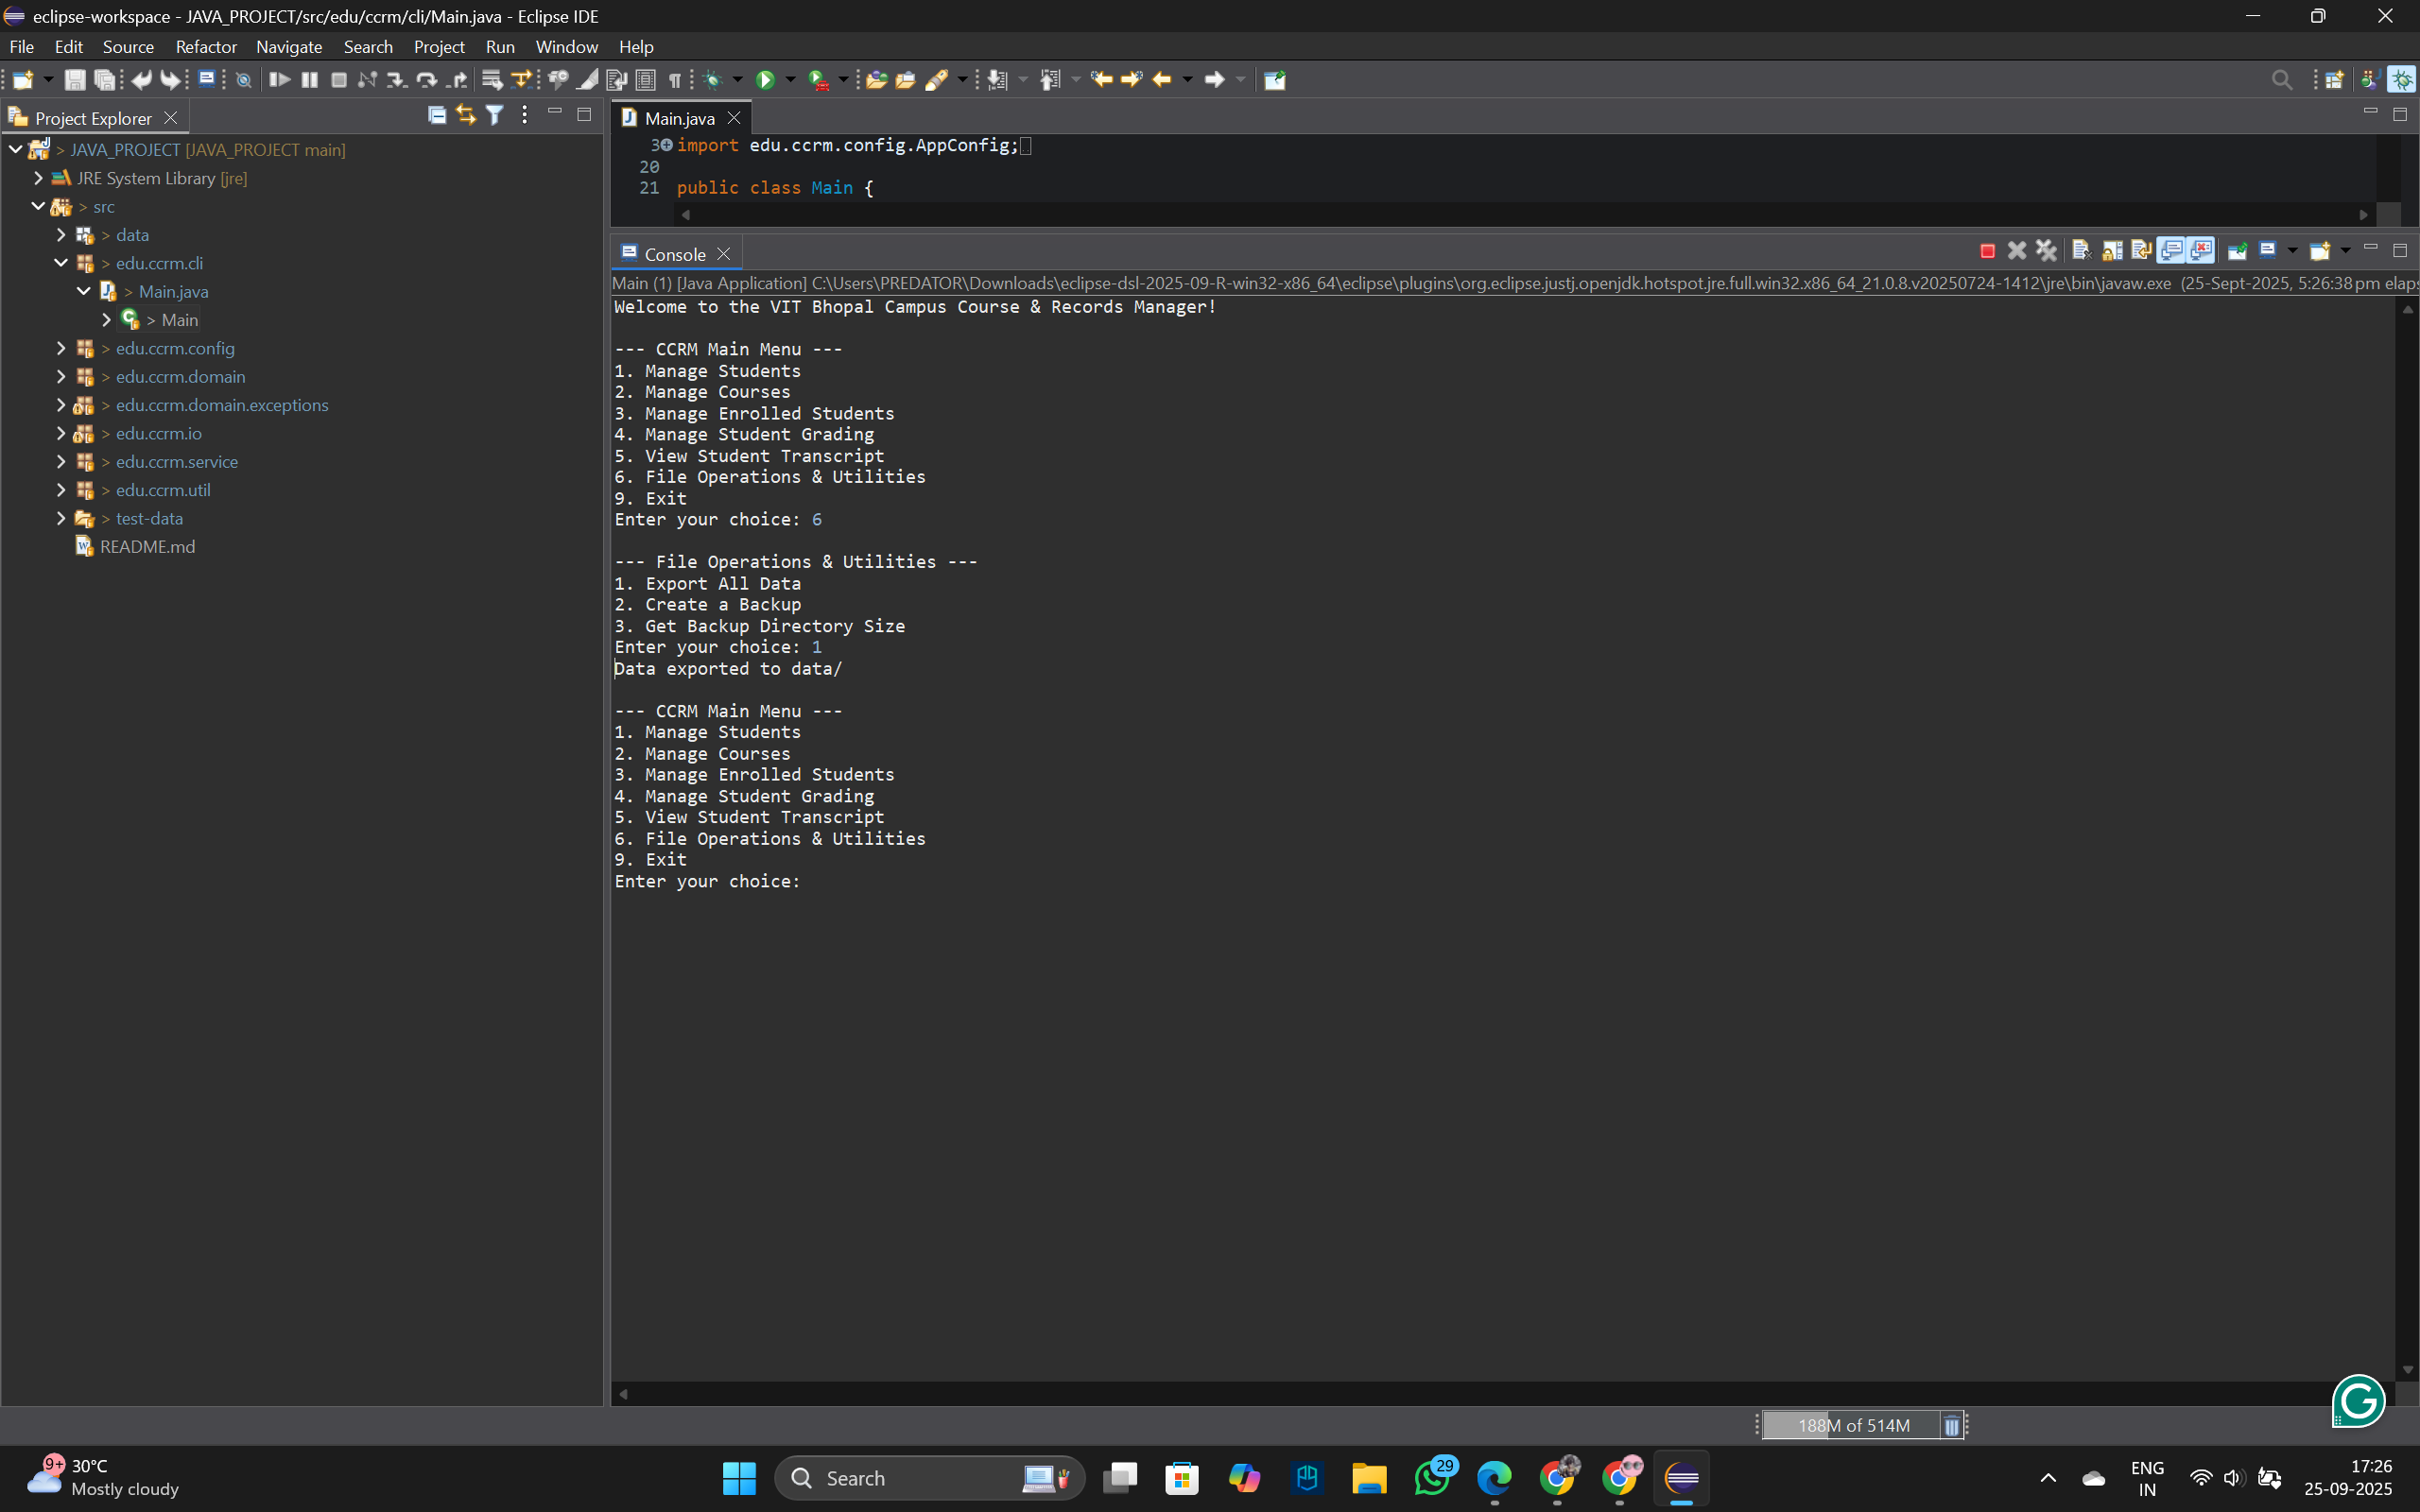 eclipse-workspace - JAVA_PROJECT/src/edu/ccrm/cli/Main.java - Eclipse IDE
File Edit Source Refactor Navigate Search Project Run Window Help
Project Explorer
> JAVA_PROJECT [JAVA_PROJECT main]
JRE System Library [jre]
> src
> data
> edu.ccrm.cli
> Main.java
> Main
> edu.ccrm.config
> edu.ccrm.domain
> edu.ccrm.domain.exceptions
> edu.ccrm.io
> edu.ccrm.service
> edu.ccrm.util
> test-data
README.md
Main.java
3 import edu.ccrm.config.AppConfig;
20
21 public class Main {
Console
Main (1) [Java Application] C:\Users\PREDATOR\Downloads\eclipse-dsl-2025-09-R-win32-x86_64\eclipse\plugins\org.eclipse.justj.openjdk.hotspot.jre.full.win32.x86_64_21.0.8.v20250724-1412\jre\bin\javaw.exe (25-Sept-2025, 5:26:38 pm elaps
Welcome to the VIT Bhopal Campus Course & Records Manager!
--- CCRM Main Menu ---
1. Manage Students
2. Manage Courses
3. Manage Enrolled Students
4. Manage Student Grading
5. View Student Transcript
6. File Operations & Utilities
9. Exit
Enter your choice: 6
--- File Operations & Utilities ---
1. Export All Data
2. Create a Backup
3. Get Backup Directory Size
Enter your choice: 1
Data exported to data/
--- CCRM Main Menu ---
1. Manage Students
2. Manage Courses
3. Manage Enrolled Students
4. Manage Student Grading
5. View Student Transcript
6. File Operations & Utilities
9. Exit
Enter your choice:
188M of 514M
9+
30°C
Mostly cloudy
Search
29
ENG
IN
17:26
25-09-2025